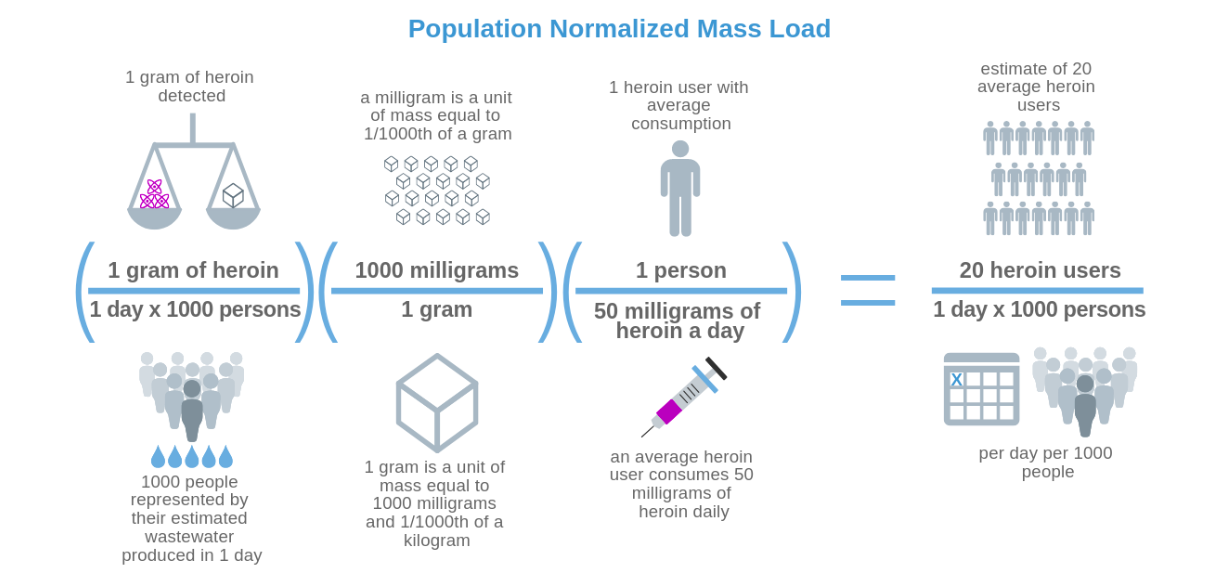 Population Normalized Mass Load
1 gram of heroin
detected
a milligram is a unit
of mass equal to
1/1000th of a gram
1 heroin user with
average
consumption
estimate of 20
average heroin
users
( 1 gram of heroin
1 day x 1000 persons )
( 1000 milligrams
1 gram )
( 1 person
50 milligrams of
heroin a day )
=
20 heroin users
1 day x 1000 persons
1000 people
represented by
their estimated
wastewater
produced in 1 day
1 gram is a unit of
mass equal to
1000 milligrams
and 1/1000th of a
kilogram
an average heroin
user consumes 50
milligrams of
heroin daily
X
per day per 1000
people